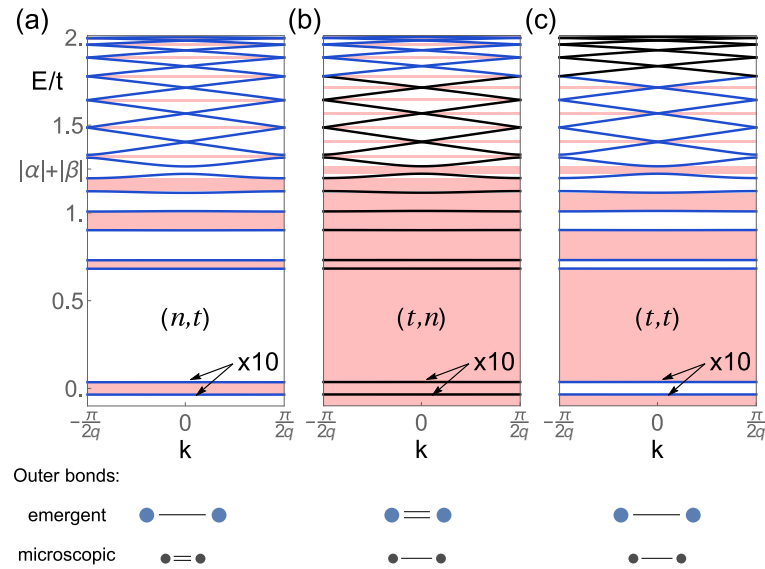 (a) (b) (c)
E/t
2.
1.5
|α|+|β|
1.
0.5
0.
(n,t) (t,n) (t,t)
x10 x10 x10
-π/2q 0 π/2q -π/2q 0 π/2q -π/2q 0 π/2q
k k k
Outer bonds:
emergent
microscopic